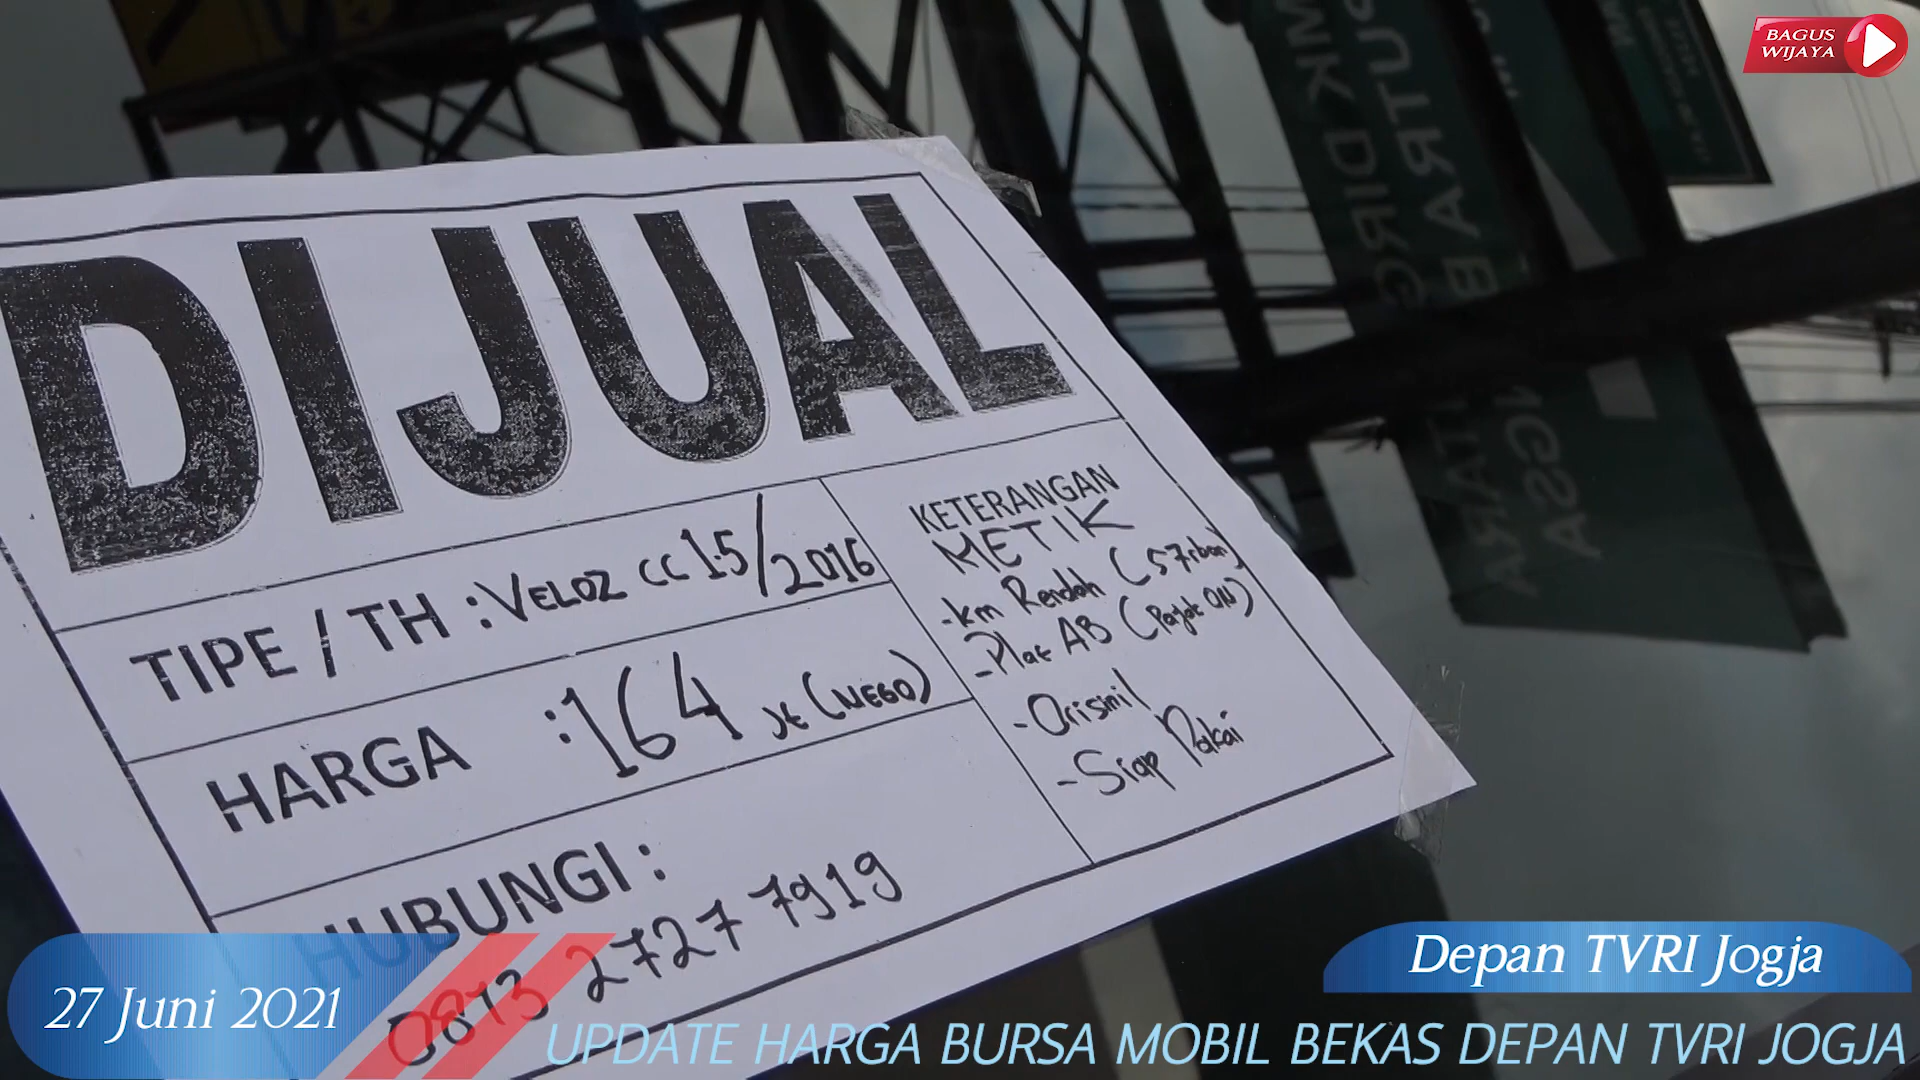 BAGUS
WIJAYA
DIJUAL
TIPE / TH : VELOZ CC 1.5/2016
HARGA : 164 Jt (NEGO)
HUBUNGI :
0813 2727 7919
KETERANGAN
METIK
- km Rendah (57riban)
- Plat AB (Pajak ON)
- Orisinil
- Siap Pakai
27 Juni 2021
Depan TVRI Jogja
UPDATE HARGA BURSA MOBIL BEKAS DEPAN TVRI JOGJA